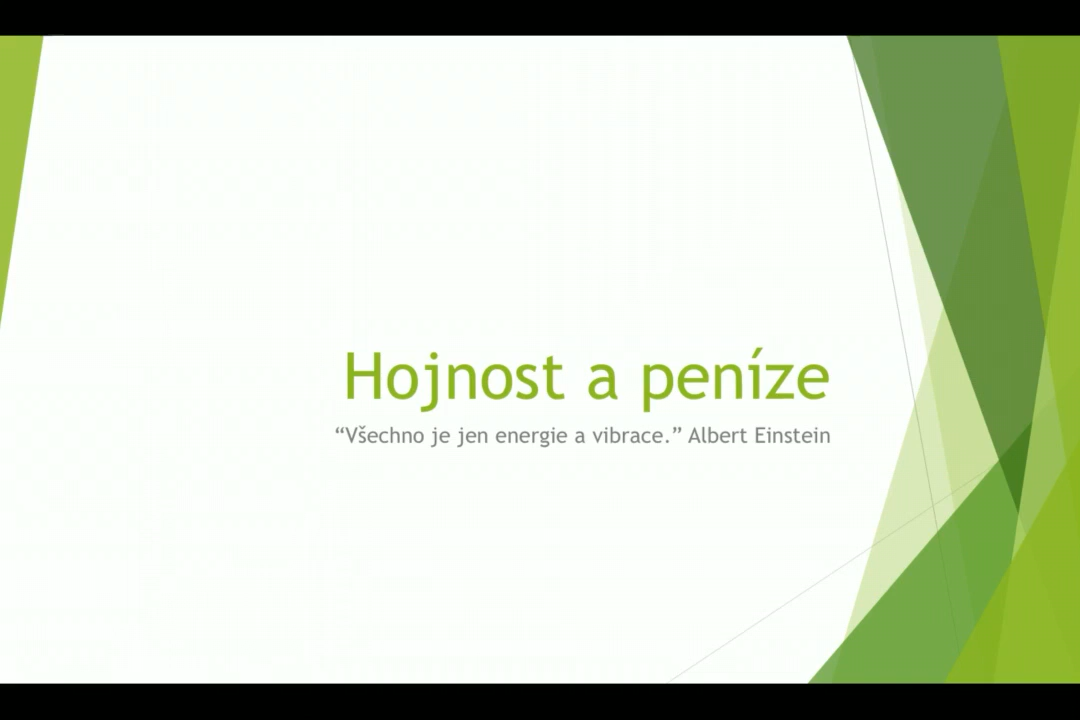 Hojnost a peníze
“Všechno je jen energie a vibrace.” Albert Einstein